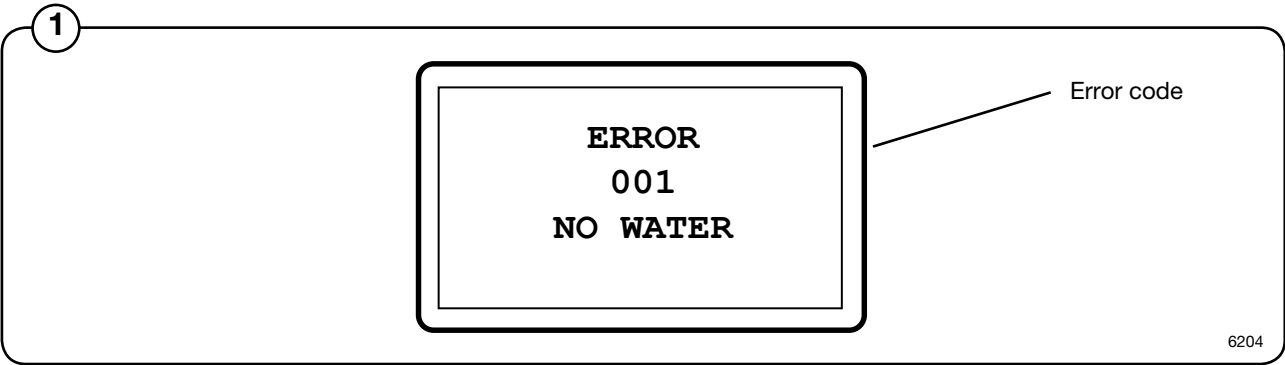 1
ERROR
001
NO WATER
Error code
6204